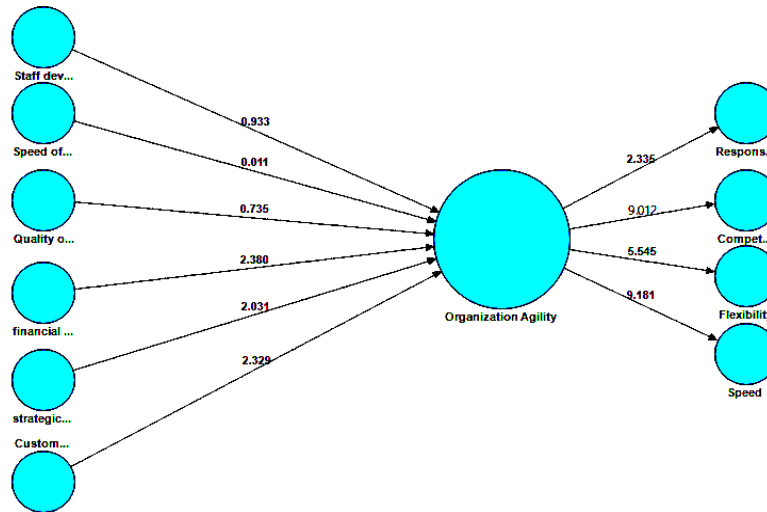 Staff dev...
Speed of...
Quality o...
financial ...
strategic...
Custom...
0.933
0.011
0.735
2.380
2.031
2.329
Organization Agility
2.335
9.012
5.545
9.181
Respons...
Compet...
Flexibility
Speed